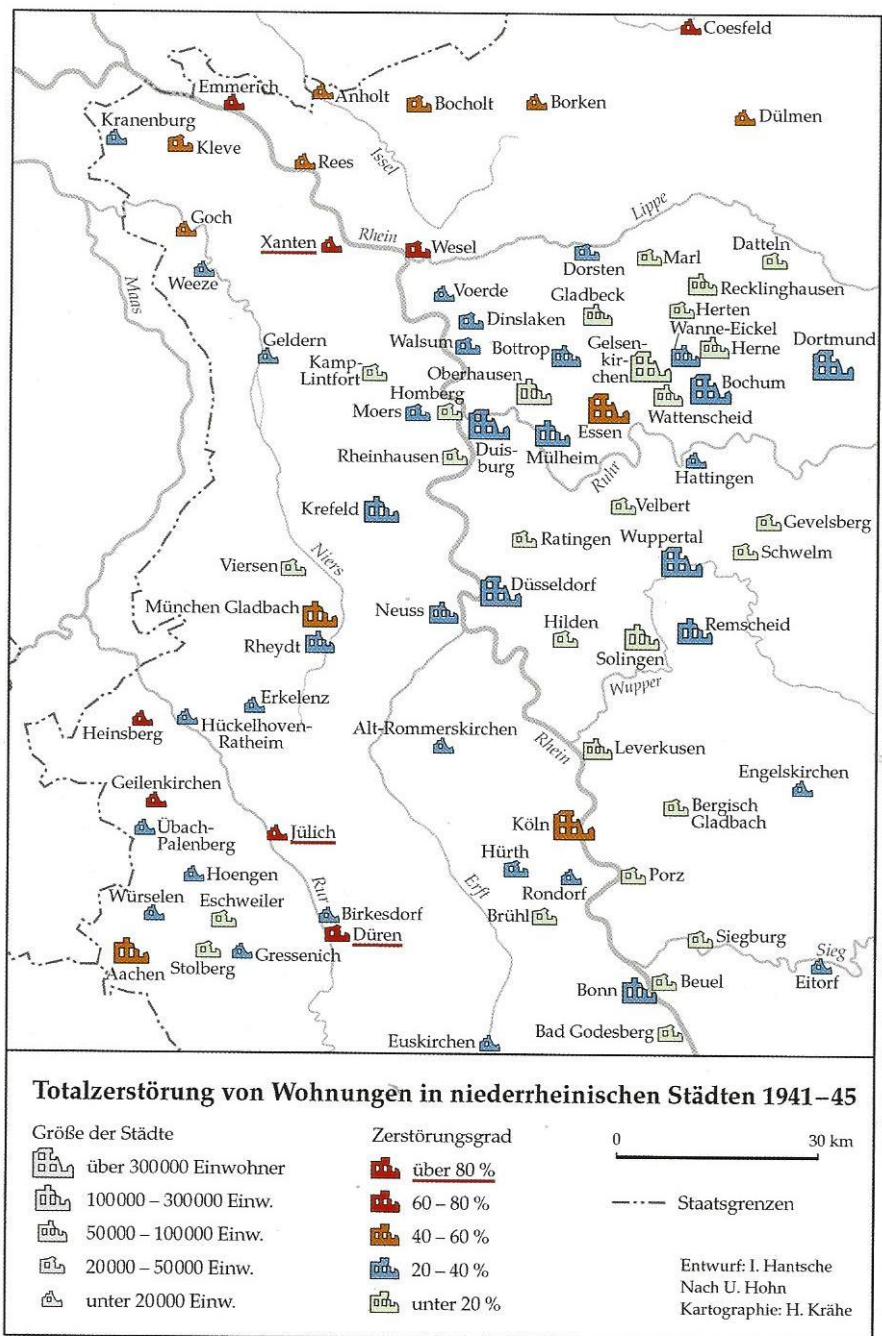 Coesfeld
Emmerich
Anholt
Bocholt
Borken
Dülmen
Kranenburg
Kleve
Rees
Issel
Goch
Xanten
Rhein
Wesel
Lippe
Weeze
Maas
Dorsten
Marl
Datteln
Voerde
Gladbeck
Recklinghausen
Dinslaken
Herten
Walsum
Bottrop
Gelsen-
kir-
chen
Wanne-Eickel
Herne
Dortmund
Geldern
Kamp-
Lintfort
Oberhausen
Bochum
Homberg
Moers
Essen
Wattenscheid
Duis-
burg
Mülheim
Rheinhausen
Ruhr
Hattingen
Krefeld
Velbert
Gevelsberg
Ratingen
Wuppertal
Schwelm
Viersen
Niers
München Gladbach
Neuss
Düsseldorf
Hilden
Remscheid
Rheydt
Solingen
Wupper
Erkelenz
Heinsberg
Hückelhoven-
Ratheim
Alt-Rommerskirchen
Rhein
Leverkusen
Geilenkirchen
Engelskirchen
Bergisch
Gladbach
Übach-
Palenberg
Jülich
Köln
Hürth
Hoengen
Rur
Erft
Rondorf
Porz
Würselen
Eschweiler
Birkesdorf
Brühl
Düren
Siegburg
Sieg
Aachen
Stolberg
Gressenich
Bonn
Beuel
Eitorf
Euskirchen
Bad Godesberg
Totalzerstörung von Wohnungen in niederrheinischen Städten 1941–45
Größe der Städte
über 300000 Einwohner
100000 – 300000 Einw.
50000 – 100000 Einw.
20000 – 50000 Einw.
unter 20000 Einw.
Zerstörungsgrad
über 80 %
60 – 80 %
40 – 60 %
20 – 40 %
unter 20 %
0 30 km
Staatsgrenzen
Entwurf: I. Hantsche
Nach U. Hohn
Kartographie: H. Krähe